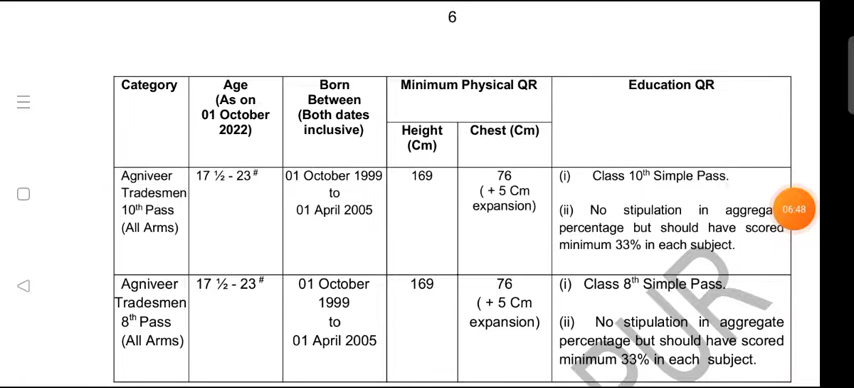 6
Category
Age
(As on
01 October
2022)
Born
Between
(Both dates
inclusive)
Minimum Physical QR
Education QR
Height
(Cm)
Chest (Cm)
Agniveer
Tradesmen
10th Pass
(All Arms)
17 ½ - 23#
01 October 1999
to
01 April 2005
169
76
( + 5 Cm
expansion)
(i) Class 10th Simple Pass.
(ii) No stipulation in
percentage but should have scored
minimum 33% in each subject.
06:48
Agniveer
Tradesmen
8th Pass
(All Arms)
17 ½ - 23#
01 October
1999
to
01 April 2005
169
76
( + 5 Cm
expansion)
(i) Class 8th Simple Pass.
(ii) No stipulation in aggregate
percentage but should have scored
minimum 33% in each subject.
PUR